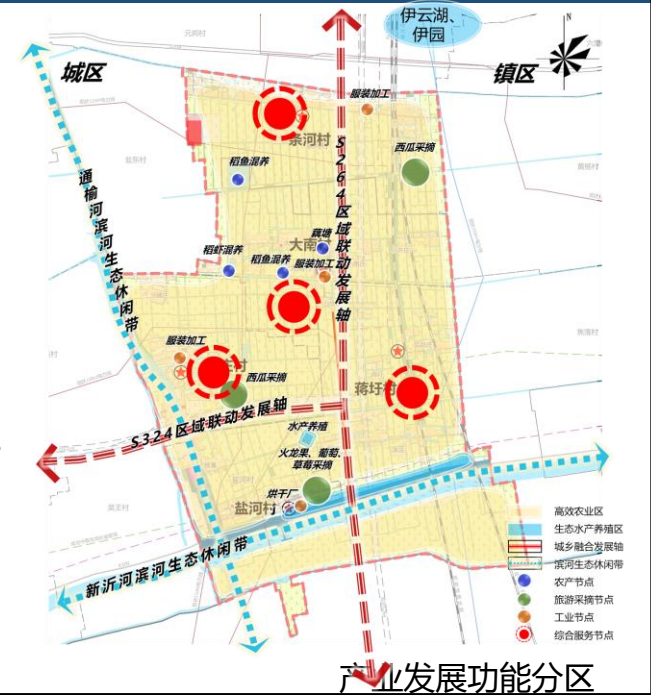 伊云湖、
伊园
N
城区
镇区
服装加工
条河村
西瓜采摘
稻鱼混养
S264区域联动发展轴
通榆河滨河生态休闲带
藕塘
大南村
稻虾混养
稻鱼混养
服装加工
服装加工
庄村
西瓜采摘
蒋圩村
S324区域联动发展轴
水产养殖
火龙果、葡萄、
草莓采摘
烘干厂
盐河村
新沂河滨河生态休闲带
高效农业区
生态水产养殖区
城乡融合发展轴
滨河生态休闲带
农产节点
旅游采摘节点
工业节点
综合服务节点
产业发展功能分区